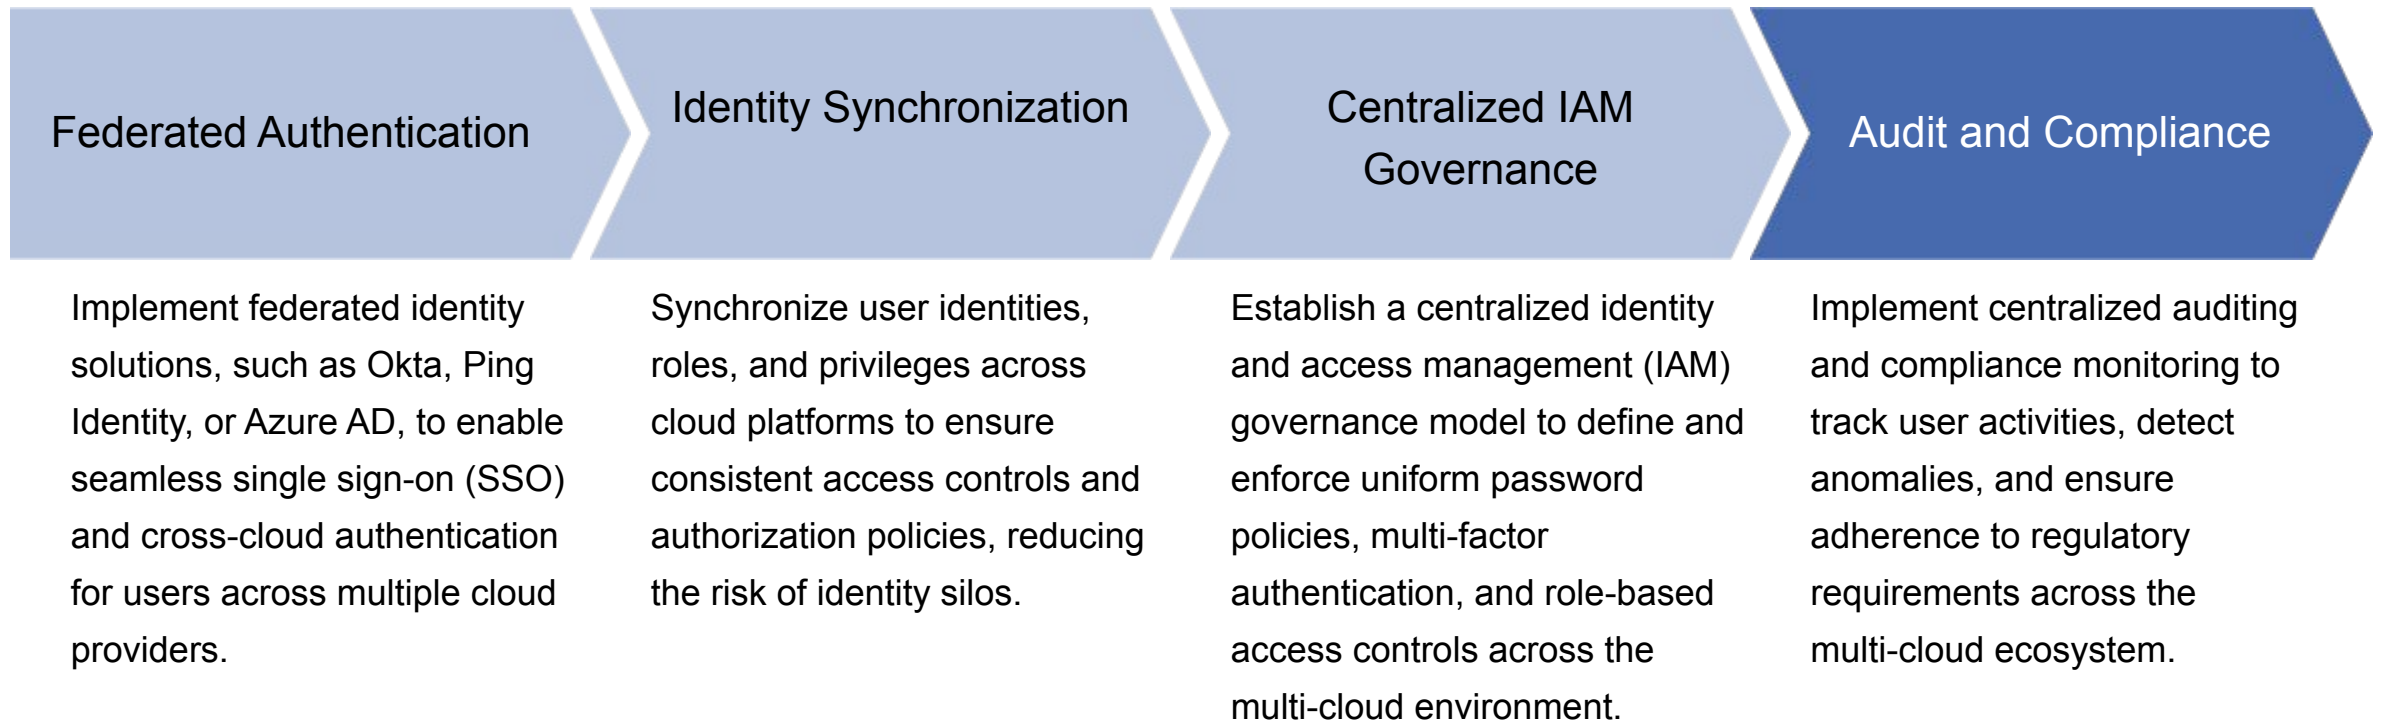 Federated Authentication
Identity Synchronization
Centralized IAM
Governance
Audit and Compliance
Implement federated identity
solutions, such as Okta, Ping
Identity, or Azure AD, to enable
seamless single sign-on (SSO)
and cross-cloud authentication
for users across multiple cloud
providers.
Synchronize user identities,
roles, and privileges across
cloud platforms to ensure
consistent access controls and
authorization policies, reducing
the risk of identity silos.
Establish a centralized identity
and access management (IAM)
governance model to define and
enforce uniform password
policies, multi-factor
authentication, and role-based
access controls across the
multi-cloud environment.
Implement centralized auditing
and compliance monitoring to
track user activities, detect
anomalies, and ensure
adherence to regulatory
requirements across the
multi-cloud ecosystem.